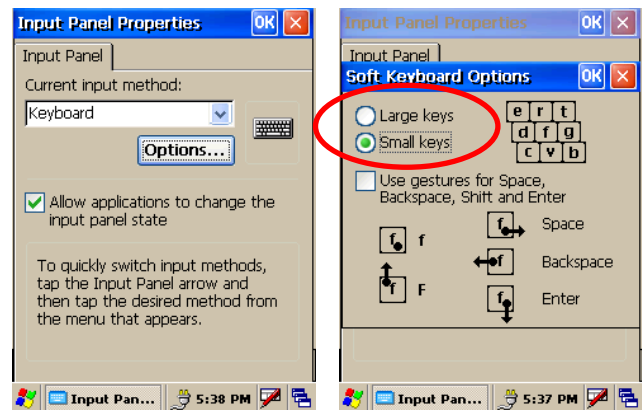 Input Panel Properties OK
Input Panel
Current input method:
Keyboard
Options...
Allow applications to change the
input panel state
To quickly switch input methods,
tap the Input Panel arrow and
then tap the desired method from
the menu that appears.
Input Pan... 5:38 PM
Input Panel Properties OK
Input Panel
Soft Keyboard Options OK
Large keys
Small keys
e r t
d f g
c v b
Use gestures for Space,
Backspace, Shift and Enter
f f
f F
f Space
f Backspace
f Enter
Input Pan... 5:37 PM